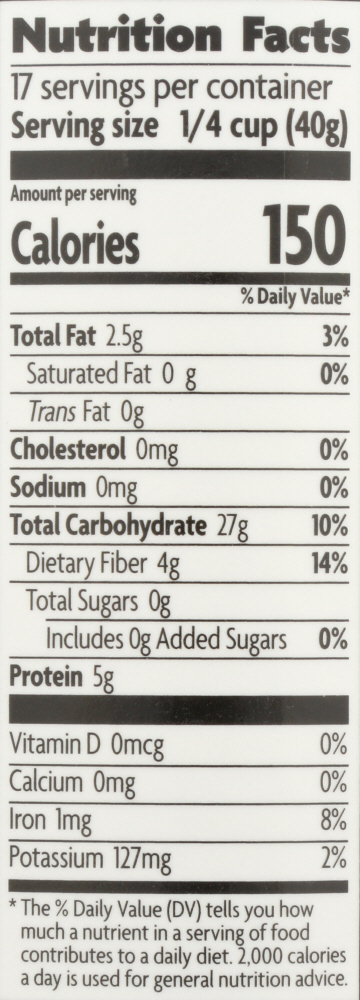 Nutrition Facts
17 servings per container
Serving size 1/4 cup (40g)
Amount per serving
Calories 150
% Daily Value*
Total Fat 2.5g 3%
Saturated Fat 0 g 0%
Trans Fat 0g
Cholesterol 0mg 0%
Sodium 0mg 0%
Total Carbohydrate 27g 10%
Dietary Fiber 4g 14%
Total Sugars 0g
Includes 0g Added Sugars 0%
Protein 5g
Vitamin D 0mcg 0%
Calcium 0mg 0%
Iron 1mg 8%
Potassium 127mg 2%
* The % Daily Value (DV) tells you how
much a nutrient in a serving of food
contributes to a daily diet. 2,000 calories
a day is used for general nutrition advice.